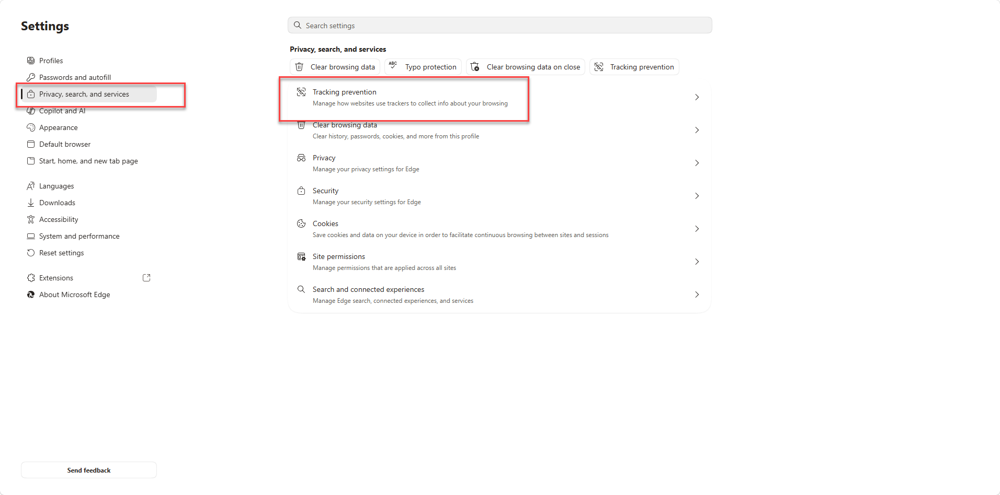 Settings
Profiles
Passwords and autofill
Privacy, search, and services
Copilot and AI
Appearance
Default browser
Start, home, and new tab page
Languages
Downloads
Accessibility
System and performance
Reset settings
Extensions
About Microsoft Edge
Send feedback
Search settings
Privacy, search, and services
Clear browsing data
ABC
Typo protection
Clear browsing data on close
Tracking prevention
Tracking prevention
Manage how websites use trackers to collect info about your browsing
Clear browsing data
Clear history, passwords, cookies, and more from this profile
Privacy
Manage your privacy settings for Edge
Security
Manage your security settings for Edge
Cookies
Save cookies and data on your device in order to facilitate continuous browsing between sites and sessions
Site permissions
Manage permissions that are applied across all sites
Search and connected experiences
Manage Edge search, connected experiences, and services